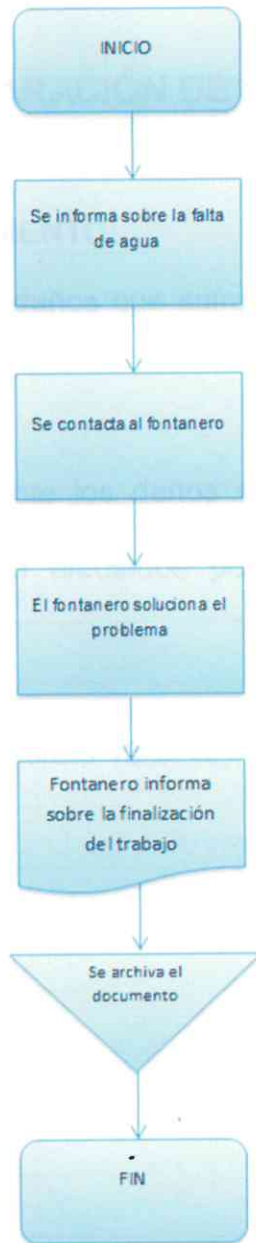 INICIO
Se informa sobre la falta
de agua
Se contacta al fontanero
El fontanero soluciona el
problema
Fontanero informa
sobre la finalización
del trabajo
Se archiva el
documento
FIN